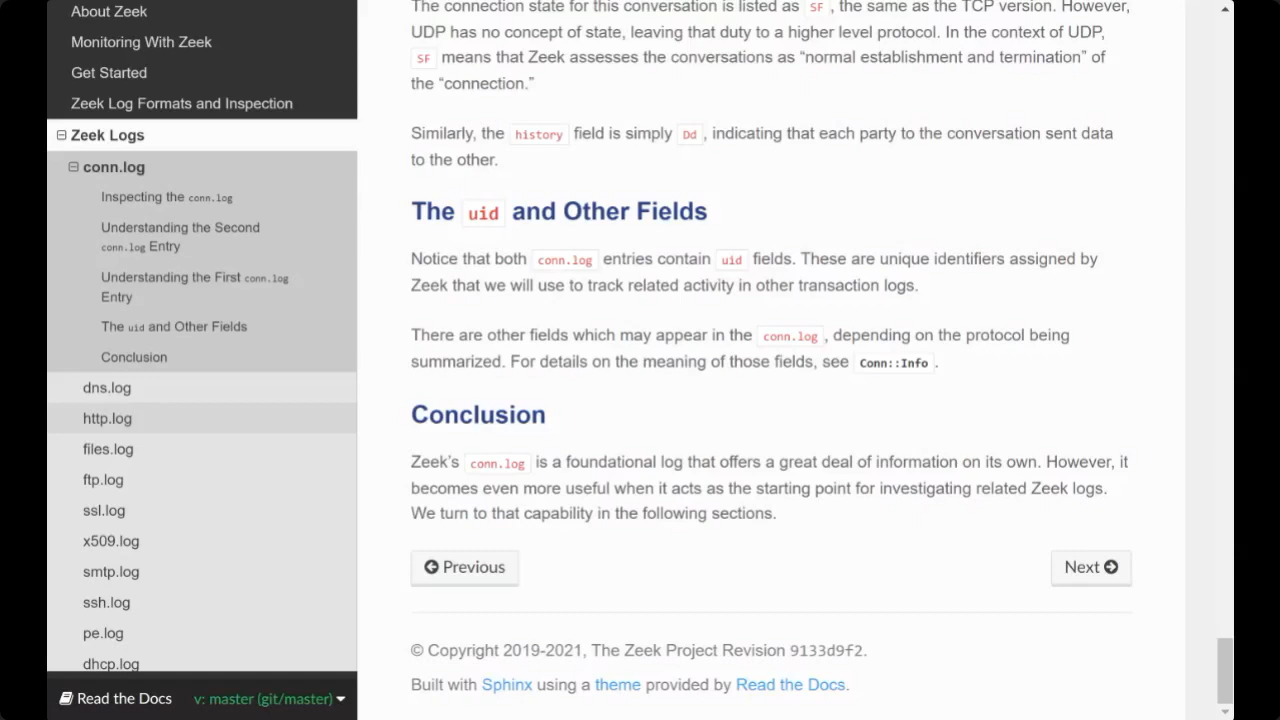 About Zeek
Monitoring With Zeek
Get Started
Zeek Log Formats and Inspection
Zeek Logs
conn.log
Inspecting the conn.log
Understanding the Second
conn.log Entry
Understanding the First conn.log
Entry
The uid and Other Fields
Conclusion
dns.log
http.log
files.log
ftp.log
ssl.log
x509.log
smtp.log
ssh.log
pe.log
dhcp.log
Read the Docs
v: master (git/master)
The connection state for this conversation is listed as SF, the same as the TCP version. However,
UDP has no concept of state, leaving that duty to a higher level protocol. In the context of UDP,
SF means that Zeek assesses the conversations as “normal establishment and termination” of
the “connection.”
Similarly, the history field is simply Dd, indicating that each party to the conversation sent data
to the other.
The uid and Other Fields
Notice that both conn.log entries contain uid fields. These are unique identifiers assigned by
Zeek that we will use to track related activity in other transaction logs.
There are other fields which may appear in the conn.log, depending on the protocol being
summarized. For details on the meaning of those fields, see Conn::Info.
Conclusion
Zeek’s conn.log is a foundational log that offers a great deal of information on its own. However, it
becomes even more useful when it acts as the starting point for investigating related Zeek logs.
We turn to that capability in the following sections.
Previous
Next
© Copyright 2019-2021, The Zeek Project Revision 9133d9f2.
Built with Sphinx using a theme provided by Read the Docs.